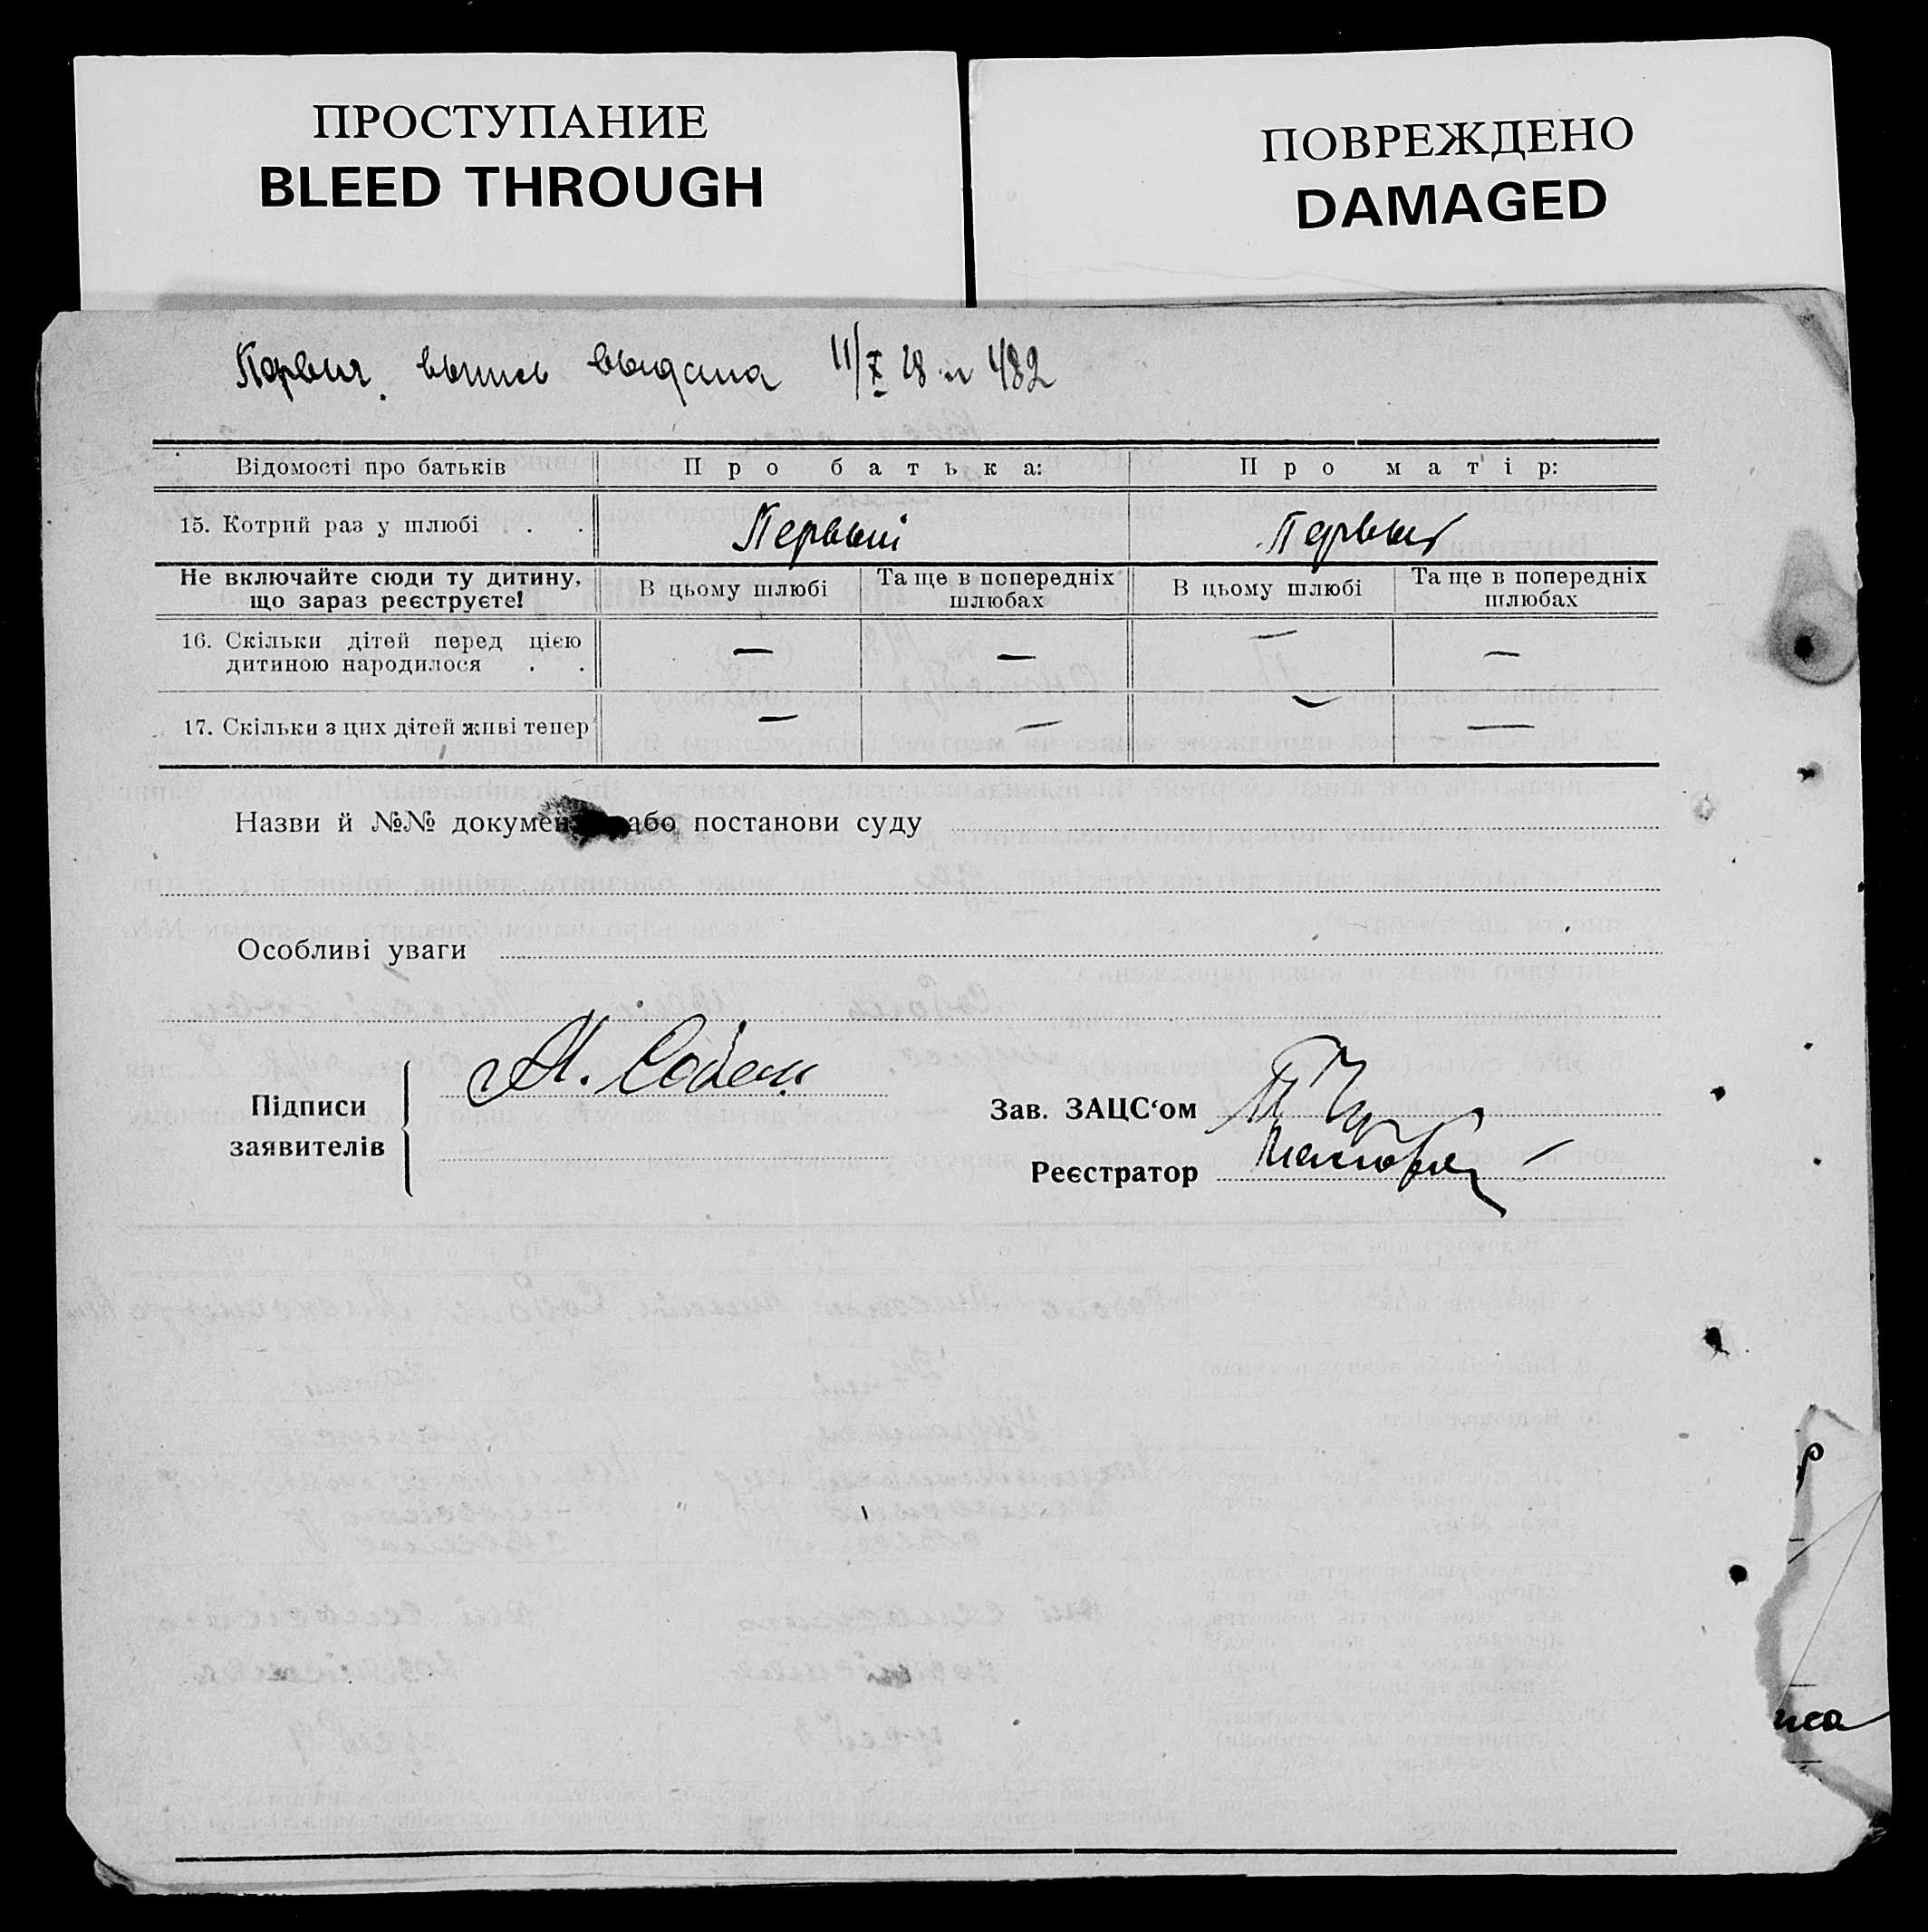 ПРОСТУПАНИЕ
BLEED THROUGH
ПОВРЕЖДЕНО
DAMAGED
Первич. выпись выдана 11/X 28 г 482
Відомості про батьків
Про батька:
Про матір:
15. Котрий раз у шлюбі . .
Первый
Первый
Не включайте сюди ту дитину,
що зараз реєструєте!
В цьому шлюбі
Та ще в попередніх
шлюбах
В цьому шлюбі
Та ще в попередніх
шлюбах
16. Скільки дітей перед цією
дитиною народилося . .
— — — —
17. Скільки з цих дітей живі тепер
— — — —
Назви й №№ докумен або постанови суду
Особливі уваги
Підписи
заявителів
М. Соболь
Зав. ЗАЦС‘ом
Реєстратор